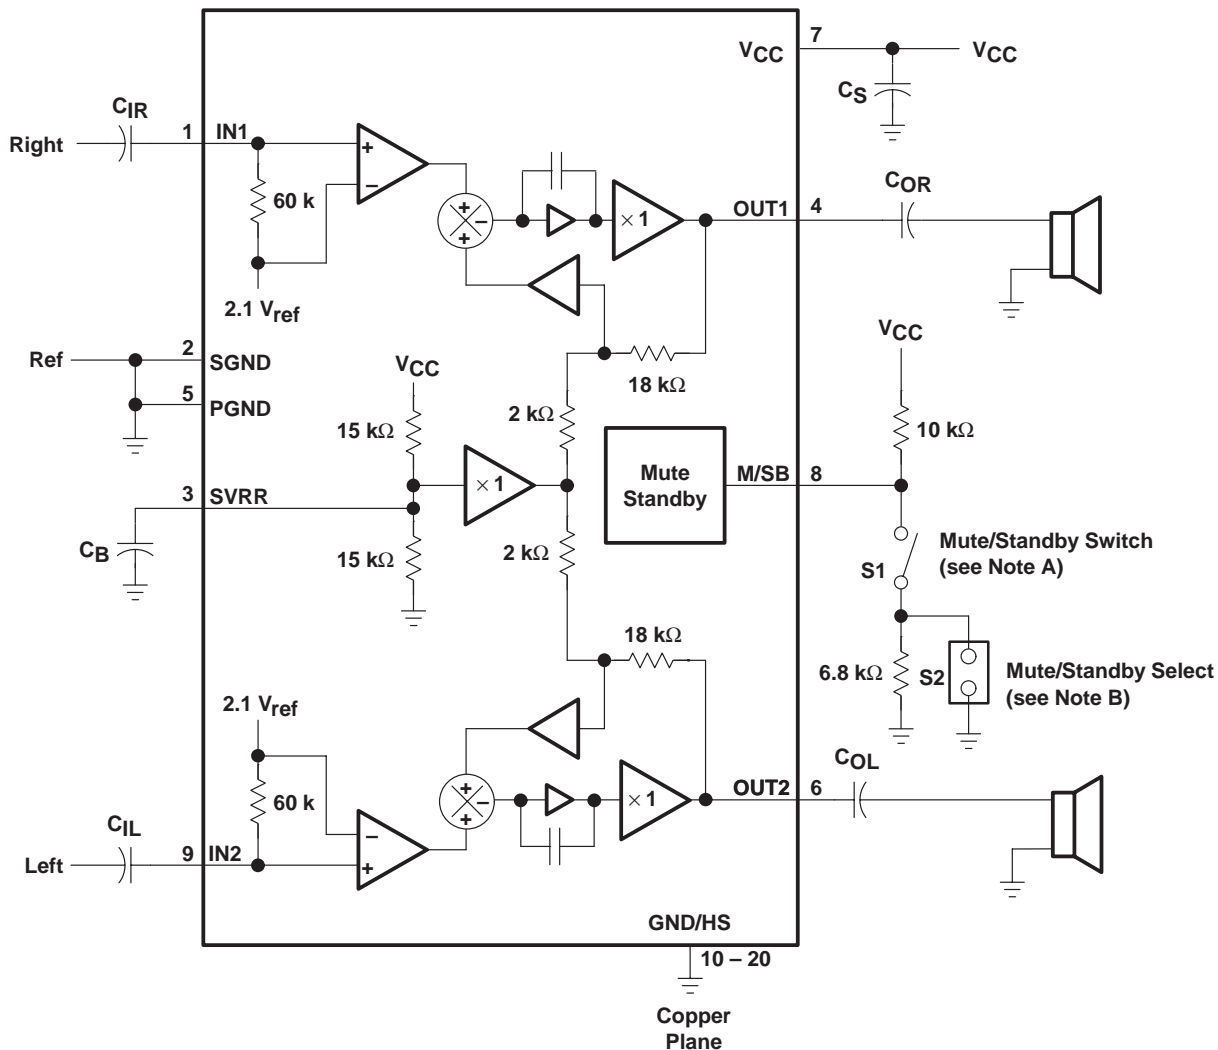 VCC
7
VCC
CS
CIR
1
IN1
Right
+
−
60 k
2.1 Vref
+
−
+
× 1
OUT1
4
COR
Ref
2
SGND
5
PGND
18 kΩ
VCC
15 kΩ
2 kΩ
× 1
3
SVRR
CB
15 kΩ
2 kΩ
Mute
Standby
M/SB
8
VCC
10 kΩ
S1
Mute/Standby Switch
(see Note A)
6.8 kΩ
S2
Mute/Standby Select
(see Note B)
18 kΩ
2.1 Vref
60 k
−
+
+
−
+
× 1
OUT2
6
COL
CIL
Left
9
IN2
GND/HS
10 – 20
Copper
Plane